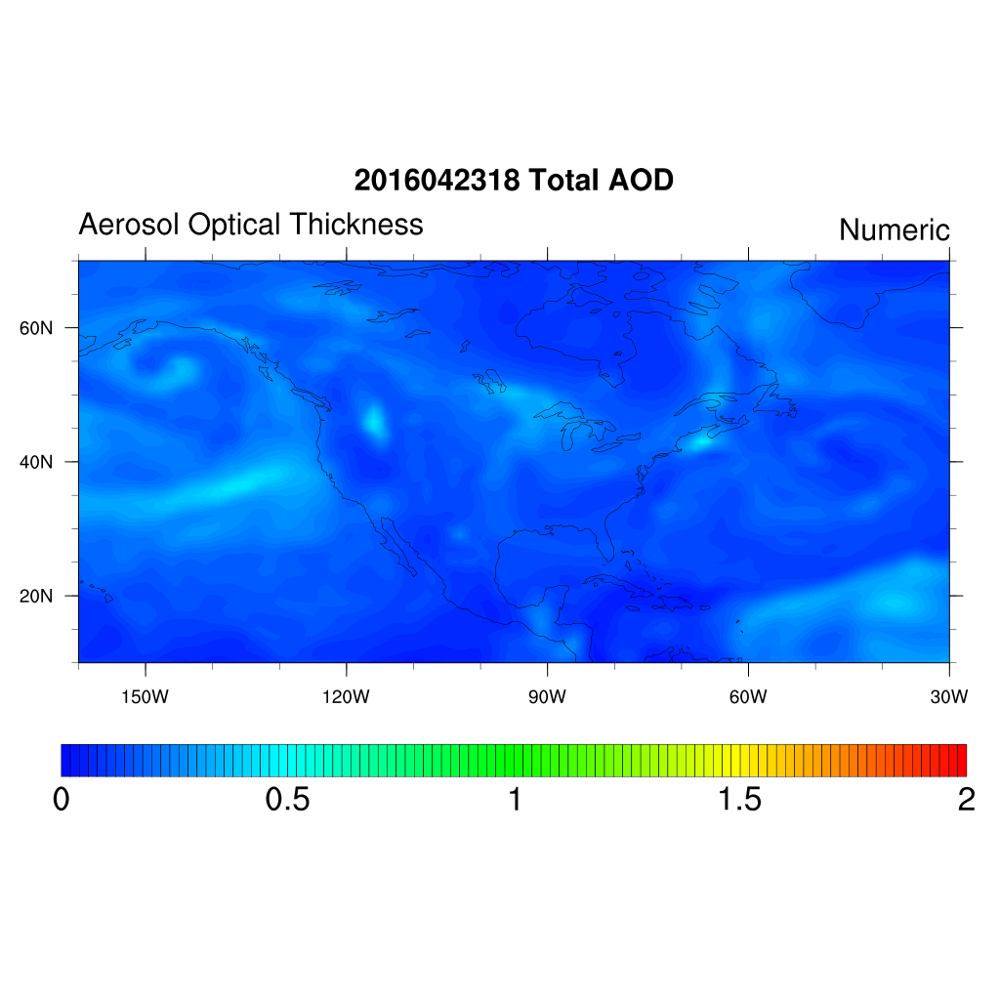 2016042318 Total AOD
Aerosol Optical Thickness
Numeric
60N
40N
20N
150W 120W 90W 60W 30W
0 0.5 1 1.5 2